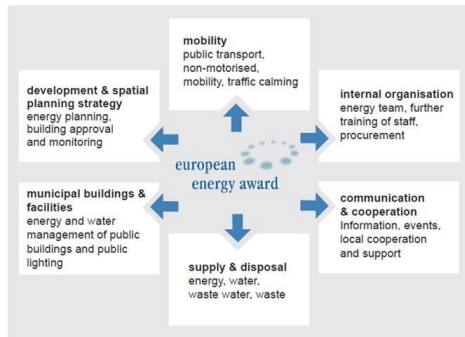 mobility
public transport,
non-motorised,
mobility, traffic calming
development & spatial
planning strategy
energy planning,
building approval
and monitoring
internal organisation
energy team, further
training of staff,
procurement
european
energy award
municipal buildings &
facilities
energy and water
management of public
buildings and public
lighting
communication
& cooperation
Information, events,
local cooperation
and support
supply & disposal
energy, water,
waste water, waste